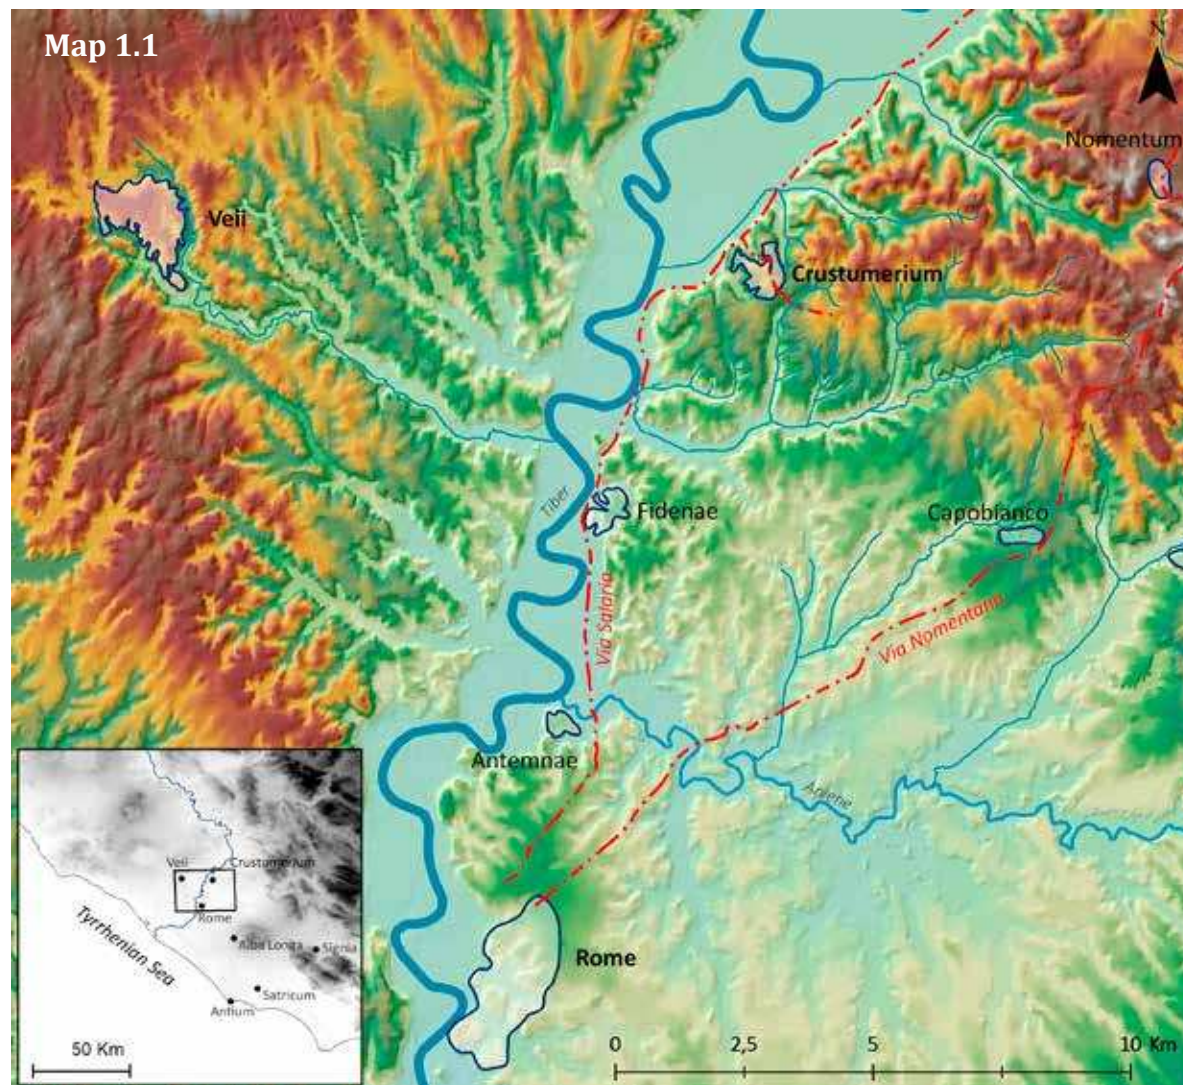 Map 1.1
N
Nomentum
Veii
Crustumerium
Tiber
Fidenae
Capobianco
Via Salaria
Via Nomentana
Antemnae
Aniene
Rome
Veii
Crustumerium
Rome
Tyrrhenian Sea
Alba Longa
Signia
Satricum
Antium
50 Km
0 2,5 5 10 Km